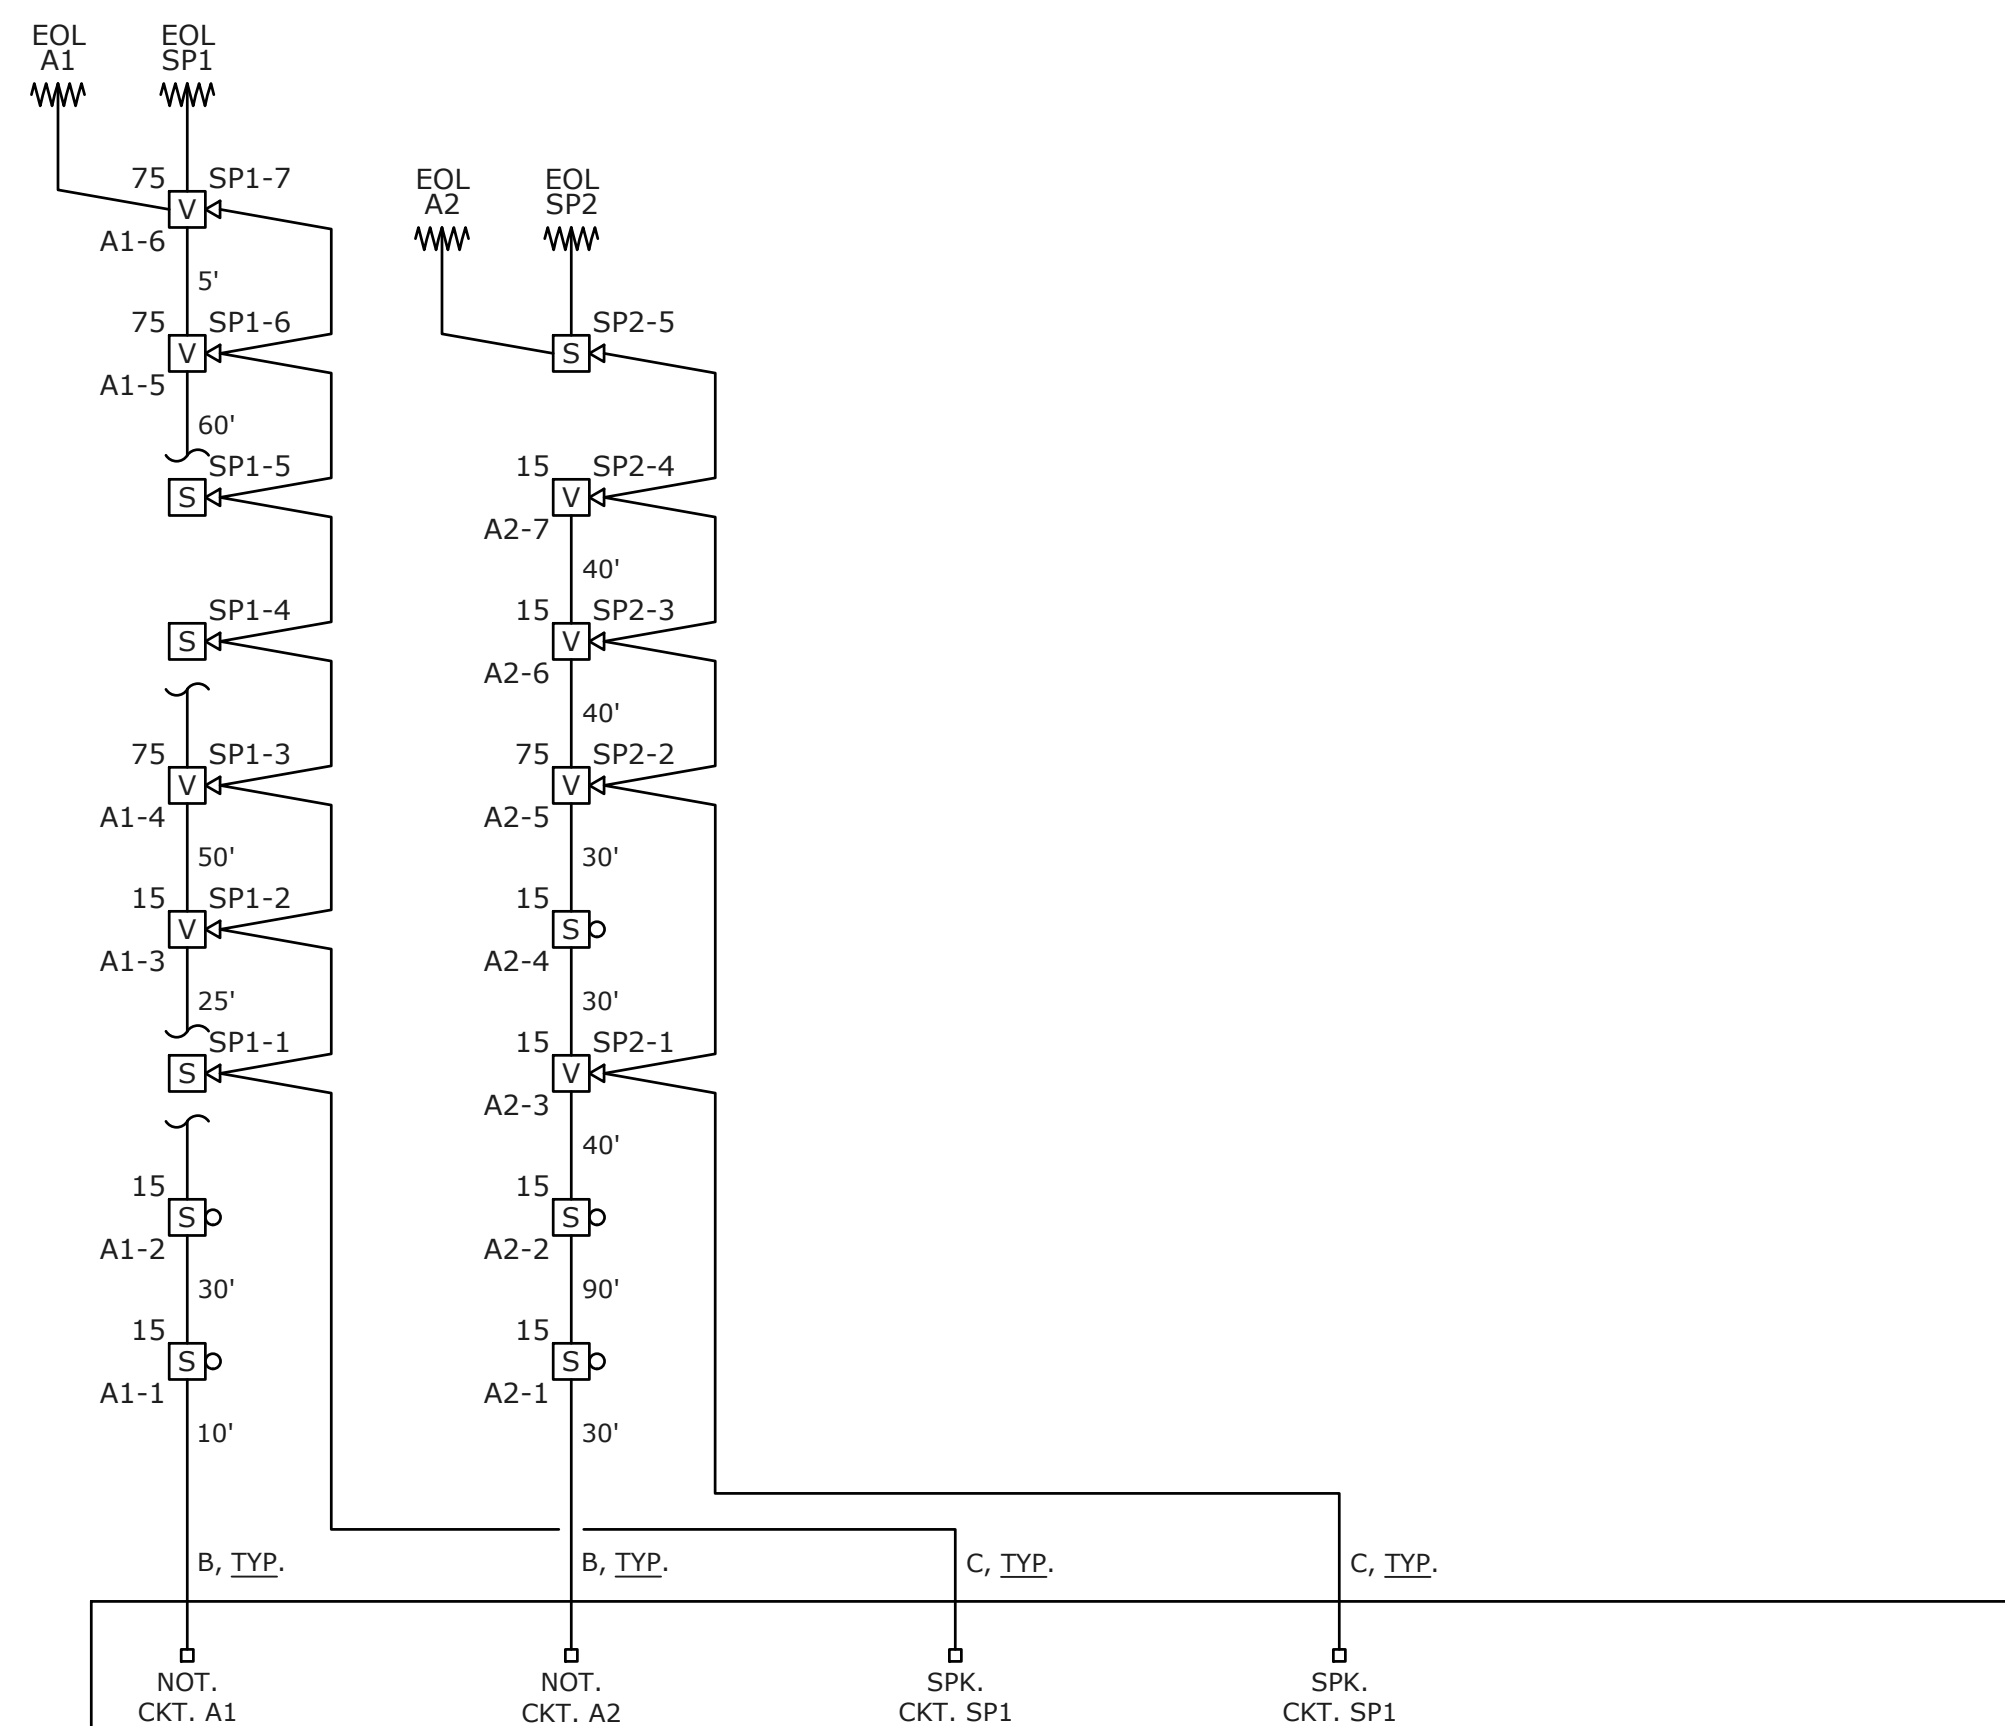 EOL
A1
EOL
SP1
75
SP1-7
V
A1-6
5'
75
SP1-6
V
A1-5
60'
SP1-5
S
SP1-4
S
75
SP1-3
V
A1-4
50'
15
SP1-2
V
A1-3
25'
SP1-1
S
15
S
A1-2
30'
15
S
A1-1
10'
B, TYP.
NOT.
CKT. A1
EOL
A2
EOL
SP2
SP2-5
S
15
SP2-4
V
A2-7
40'
15
SP2-3
V
A2-6
40'
75
SP2-2
V
A2-5
30'
15
S
A2-4
30'
15
SP2-1
V
A2-3
40'
15
S
A2-2
90'
15
S
A2-1
30'
B, TYP.
NOT.
CKT. A2
C, TYP.
SPK.
CKT. SP1
C, TYP.
SPK.
CKT. SP1